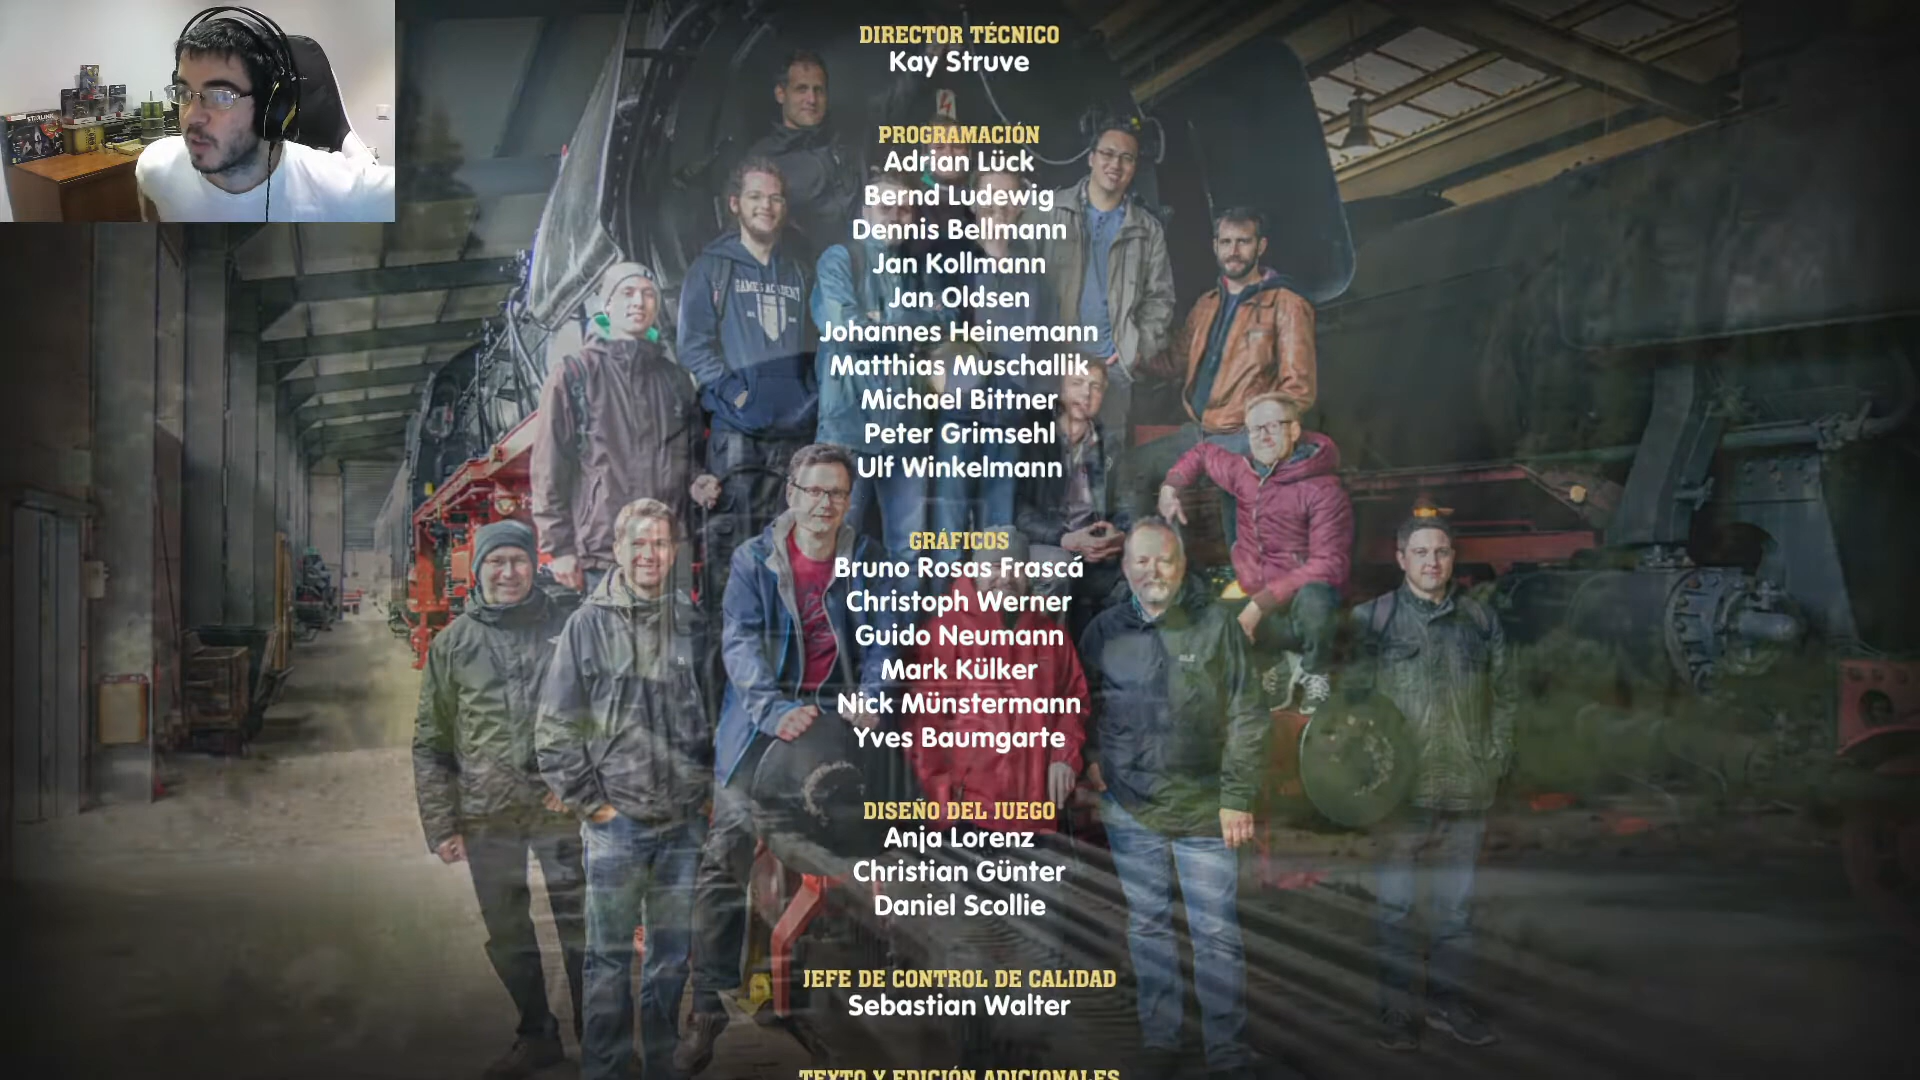 DIRECTOR TÉCNICO
Kay Struve
PROGRAMACIÓN
Adrian Lück
Bernd Ludewig
Dennis Bellmann
Jan Kollmann
Jan Oldsen
Johannes Heinemann
Matthias Muschallik
Michael Bittner
Peter Grimsehl
Ulf Winkelmann
GRÁFICOS
Bruno Rosas Frascá
Christoph Werner
Guido Neumann
Mark Külker
Nick Münstermann
Yves Baumgarte
DISEÑO DEL JUEGO
Anja Lorenz
Christian Günter
Daniel Scollie
JEFE DE CONTROL DE CALIDAD
Sebastian Walter
TEXTO Y EDICIÓN ADICIONALES
STARLINK